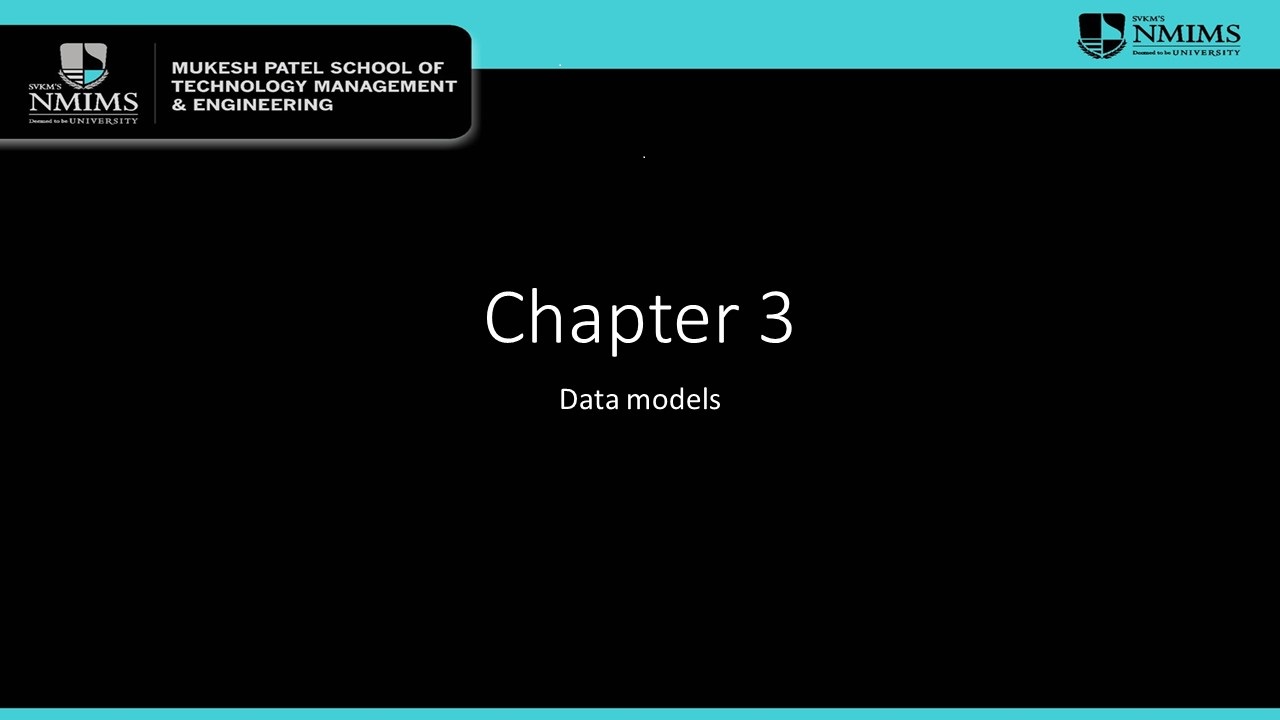 SVKM'S
NMIMS
Deemed to be UNIVERSITY
MUKESH PATEL SCHOOL OF
TECHNOLOGY MANAGEMENT
& ENGINEERING
SVKM'S
NMIMS
Deemed to be UNIVERSITY
Chapter 3
Data models